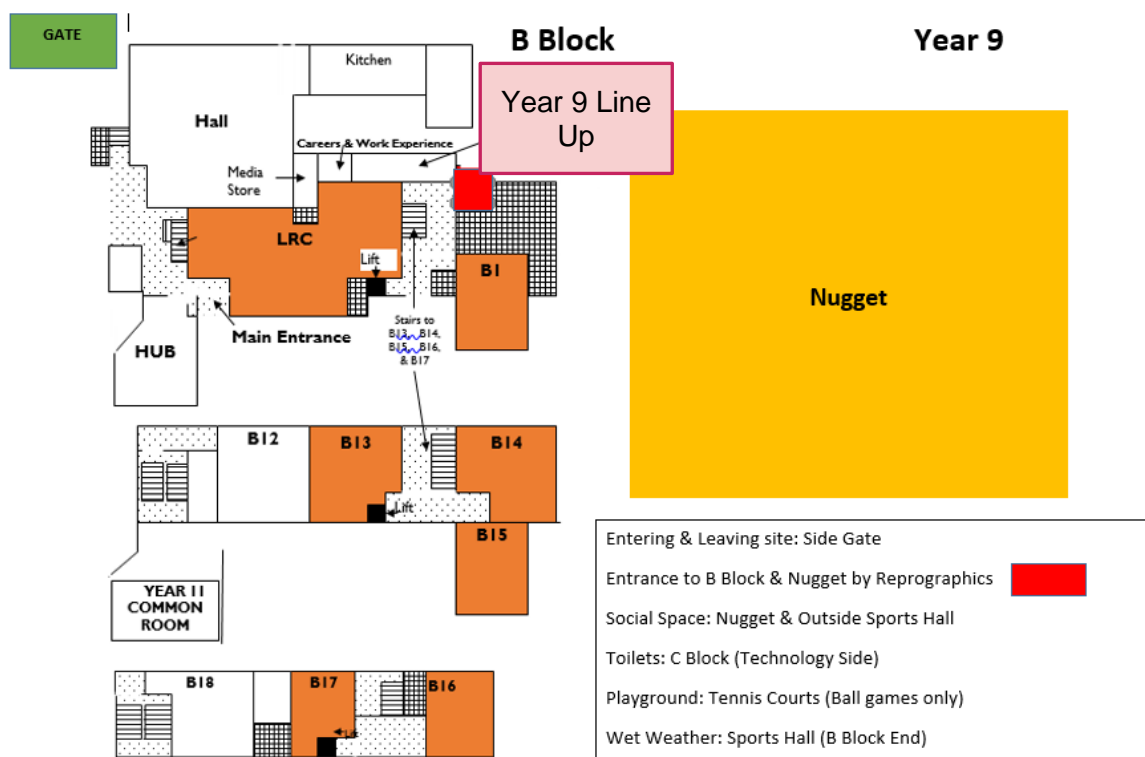 GATE
B Block
Year 9
Kitchen
Year 9 Line
Up
Hall
Careers & Work Experience
Media
Store
LRC
Lift
B1
Nugget
Main Entrance
HUB
Stairs to
B13, B14,
B15, B16,
& B17
B12
B13
B14
Lift
B15
YEAR 11
COMMON
ROOM
Entering & Leaving site: Side Gate
Entrance to B Block & Nugget by Reprographics
Social Space: Nugget & Outside Sports Hall
Toilets: C Block (Technology Side)
Playground: Tennis Courts (Ball games only)
Wet Weather: Sports Hall (B Block End)
B18
B17
B16
Lift